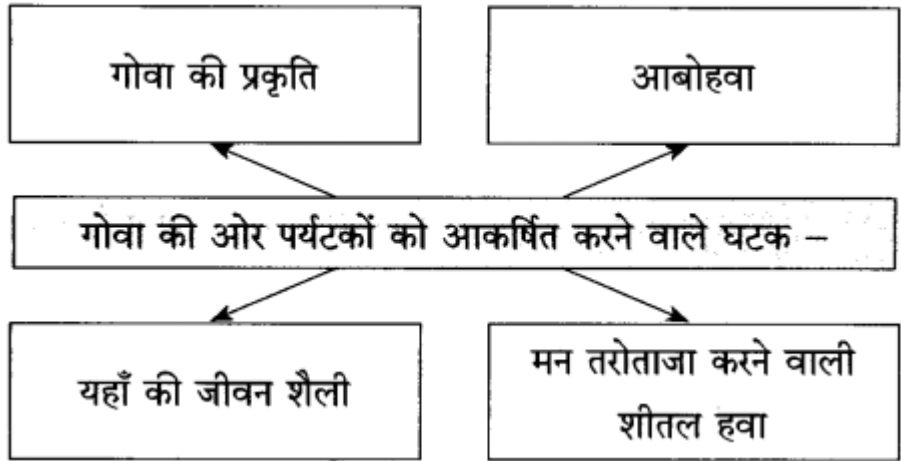 गोवा की प्रकृति
आबोहवा
गोवा की ओर पर्यटकों को आकर्षित करने वाले घटक –
यहाँ की जीवन शैली
मन तरोताजा करने वाली
शीतल हवा